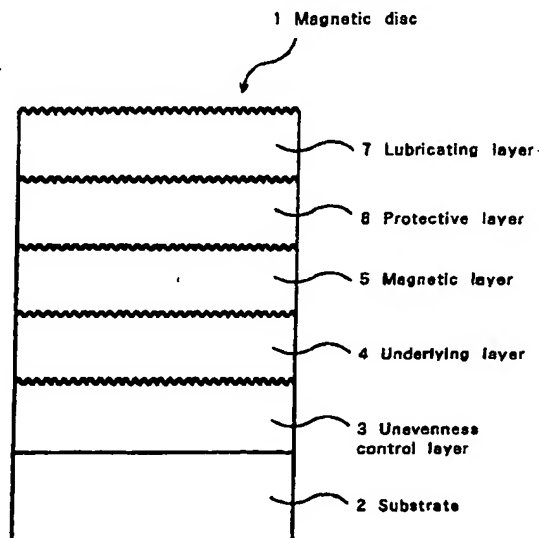 1 Magnetic disc
7 Lubricating layer
6 Protective layer
5 Magnetic layer
4 Underlying layer
3 Unevenness
control layer
2 Substrate